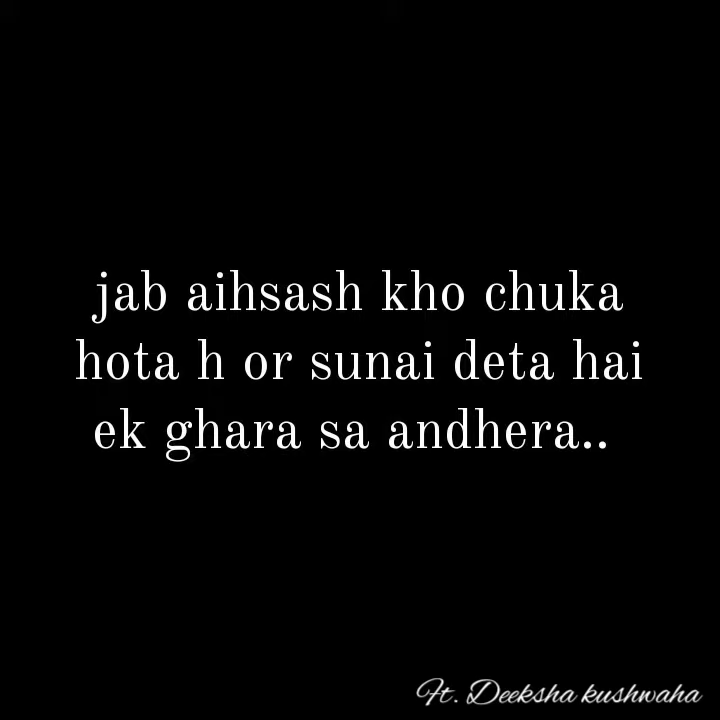 jab aihsash kho chuka
hota h or sunai deta hai
ek ghara sa andhera..
Ft. Deeksha kushwaha